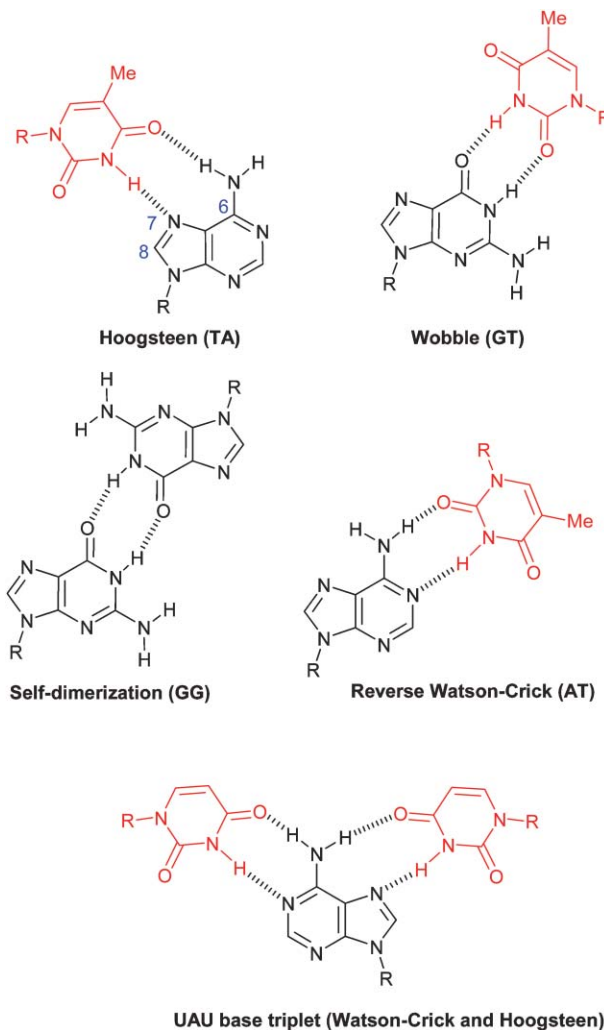 Me
O
H
R N
N
H
N
H
O
H
6
N
7
N
8
N
N
R
Hoogsteen (TA)
O
Me
H
N
N
R
O
O
H
N
N
N
N
N
H
H
R
Wobble (GT)
H
R
N
N
N
H
H
N
N
O
O
H
N
N
N
N
N
H
H
R
Self-dimerization (GG)
R
H
H
O
N
N
H
N
Me
O
N
N
N
N
R
Reverse Watson-Crick (AT)
O
O
R
N
H
H
N
R
N
H
N
H
N
O
O
N
N
N
N
R
UAU base triplet (Watson-Crick and Hoogsteen)